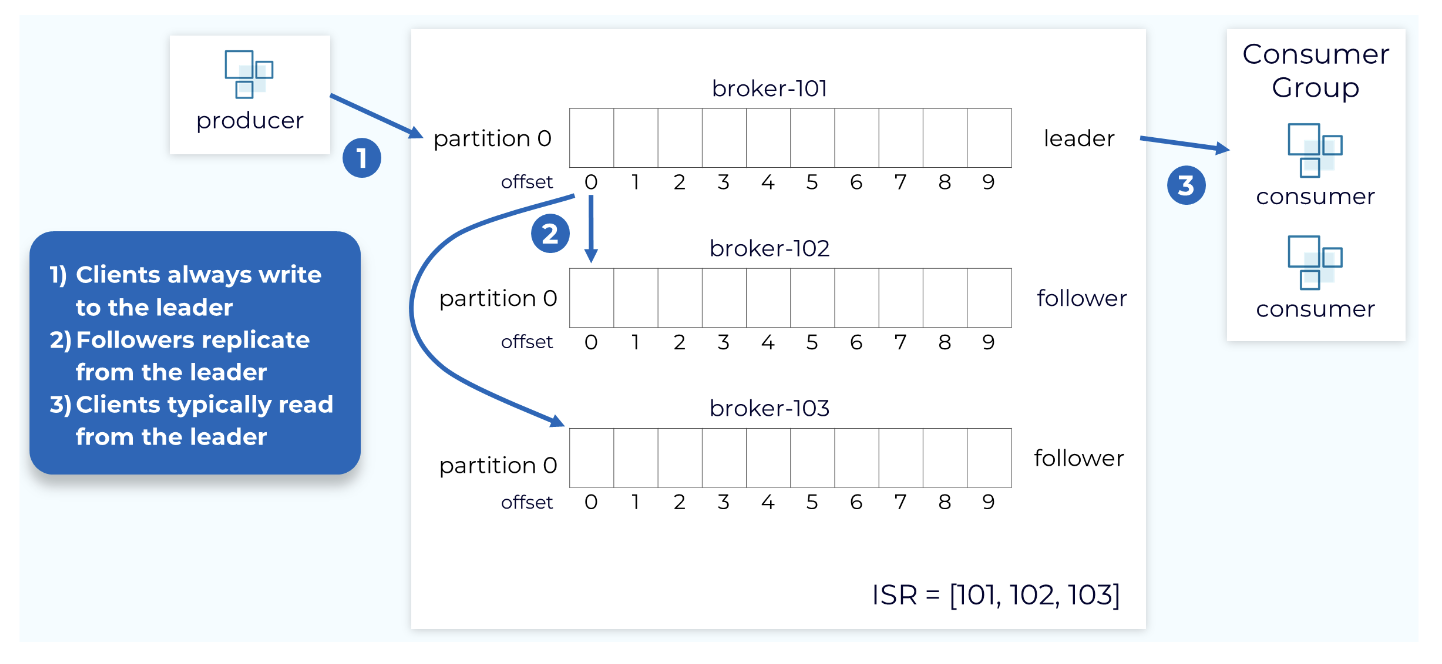 producer
1
1) Clients always write
to the leader
2) Followers replicate
from the leader
3) Clients typically read
from the leader
broker-101
partition 0
leader
offset 0 1 2 3 4 5 6 7 8 9
2
broker-102
partition 0
follower
offset 0 1 2 3 4 5 6 7 8 9
broker-103
partition 0
follower
offset 0 1 2 3 4 5 6 7 8 9
ISR = [101, 102, 103]
3
Consumer
Group
consumer
consumer